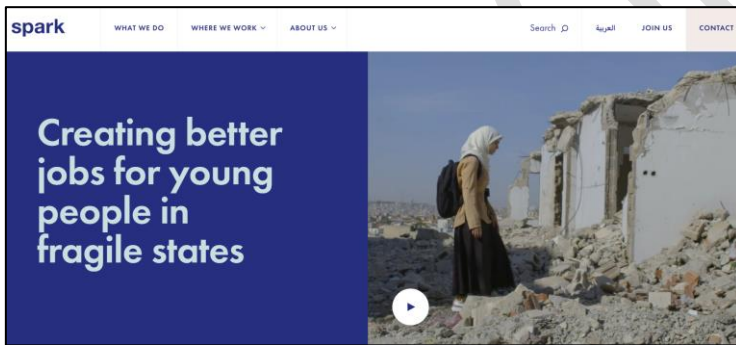 spark
WHAT WE DO
WHERE WE WORK
ABOUT US
Search
العربية
JOIN US
CONTACT
Creating better
jobs for young
people in
fragile states